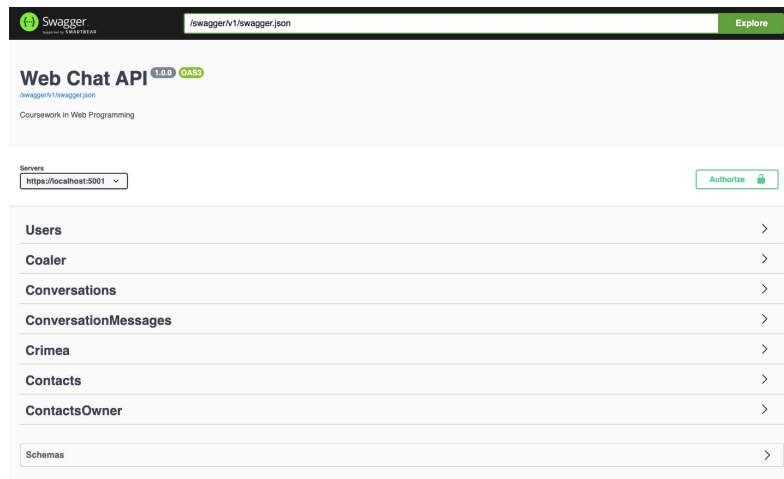 Swagger.
Supported by SMARTBEAR
/swagger/v1/swagger.json
Explore
Web Chat API 1.0.0 OAS3
/swagger/v1/swagger.json
Coursework in Web Programming
Servers
https://localhost:5001
Authorize
Users
Coaler
Conversations
ConversationMessages
Crimea
Contacts
ContactsOwner
Schemas